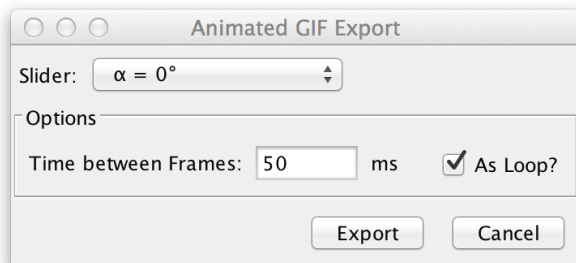 Animated GIF Export
Slider: α = 0°
Options
Time between Frames: 50 ms As Loop?
Export Cancel